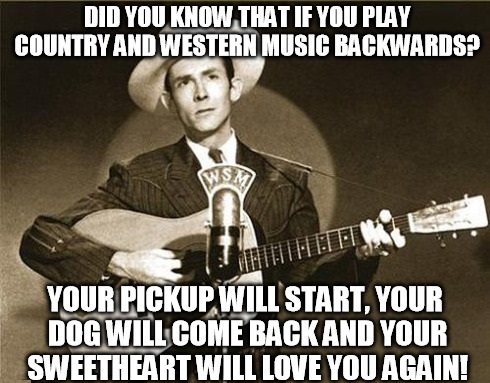 DID YOU KNOW THAT IF YOU PLAY
COUNTRY AND WESTERN MUSIC BACKWARDS?
WSM
YOUR PICKUP WILL START, YOUR
DOG WILL COME BACK AND YOUR
SWEETHEART WILL LOVE YOU AGAIN!